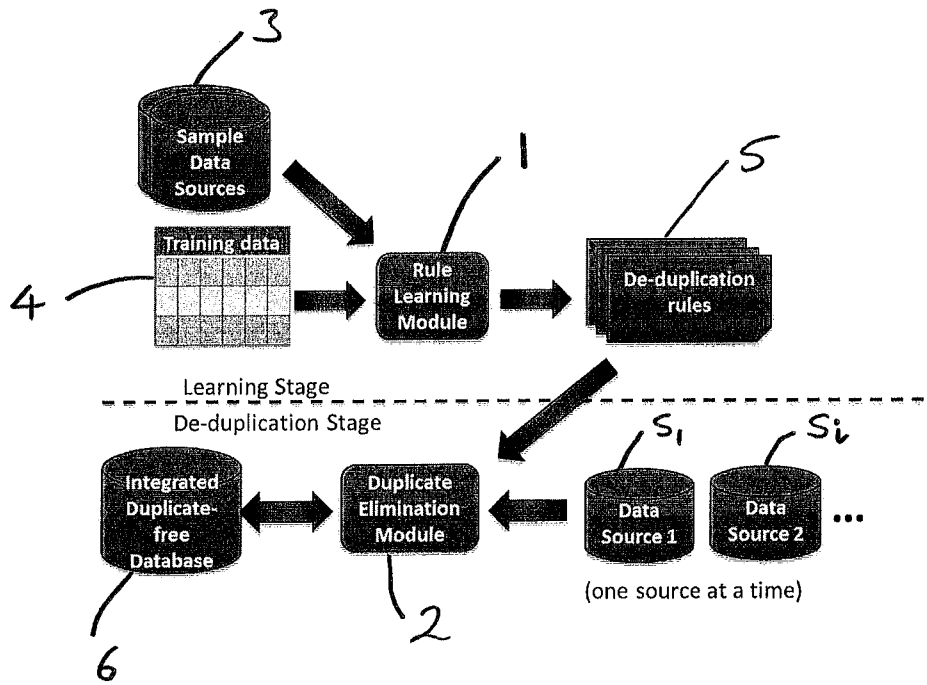 3
Sample
Data
Sources
1
5
Training data
4
Rule
Learning
Module
De-duplication
rules
Learning Stage
De-duplication Stage
S1
Si
Integrated
Duplicate-
free
Database
Duplicate
Elimination
Module
Data
Source 1
Data
Source 2
...
(one source at a time)
2
6